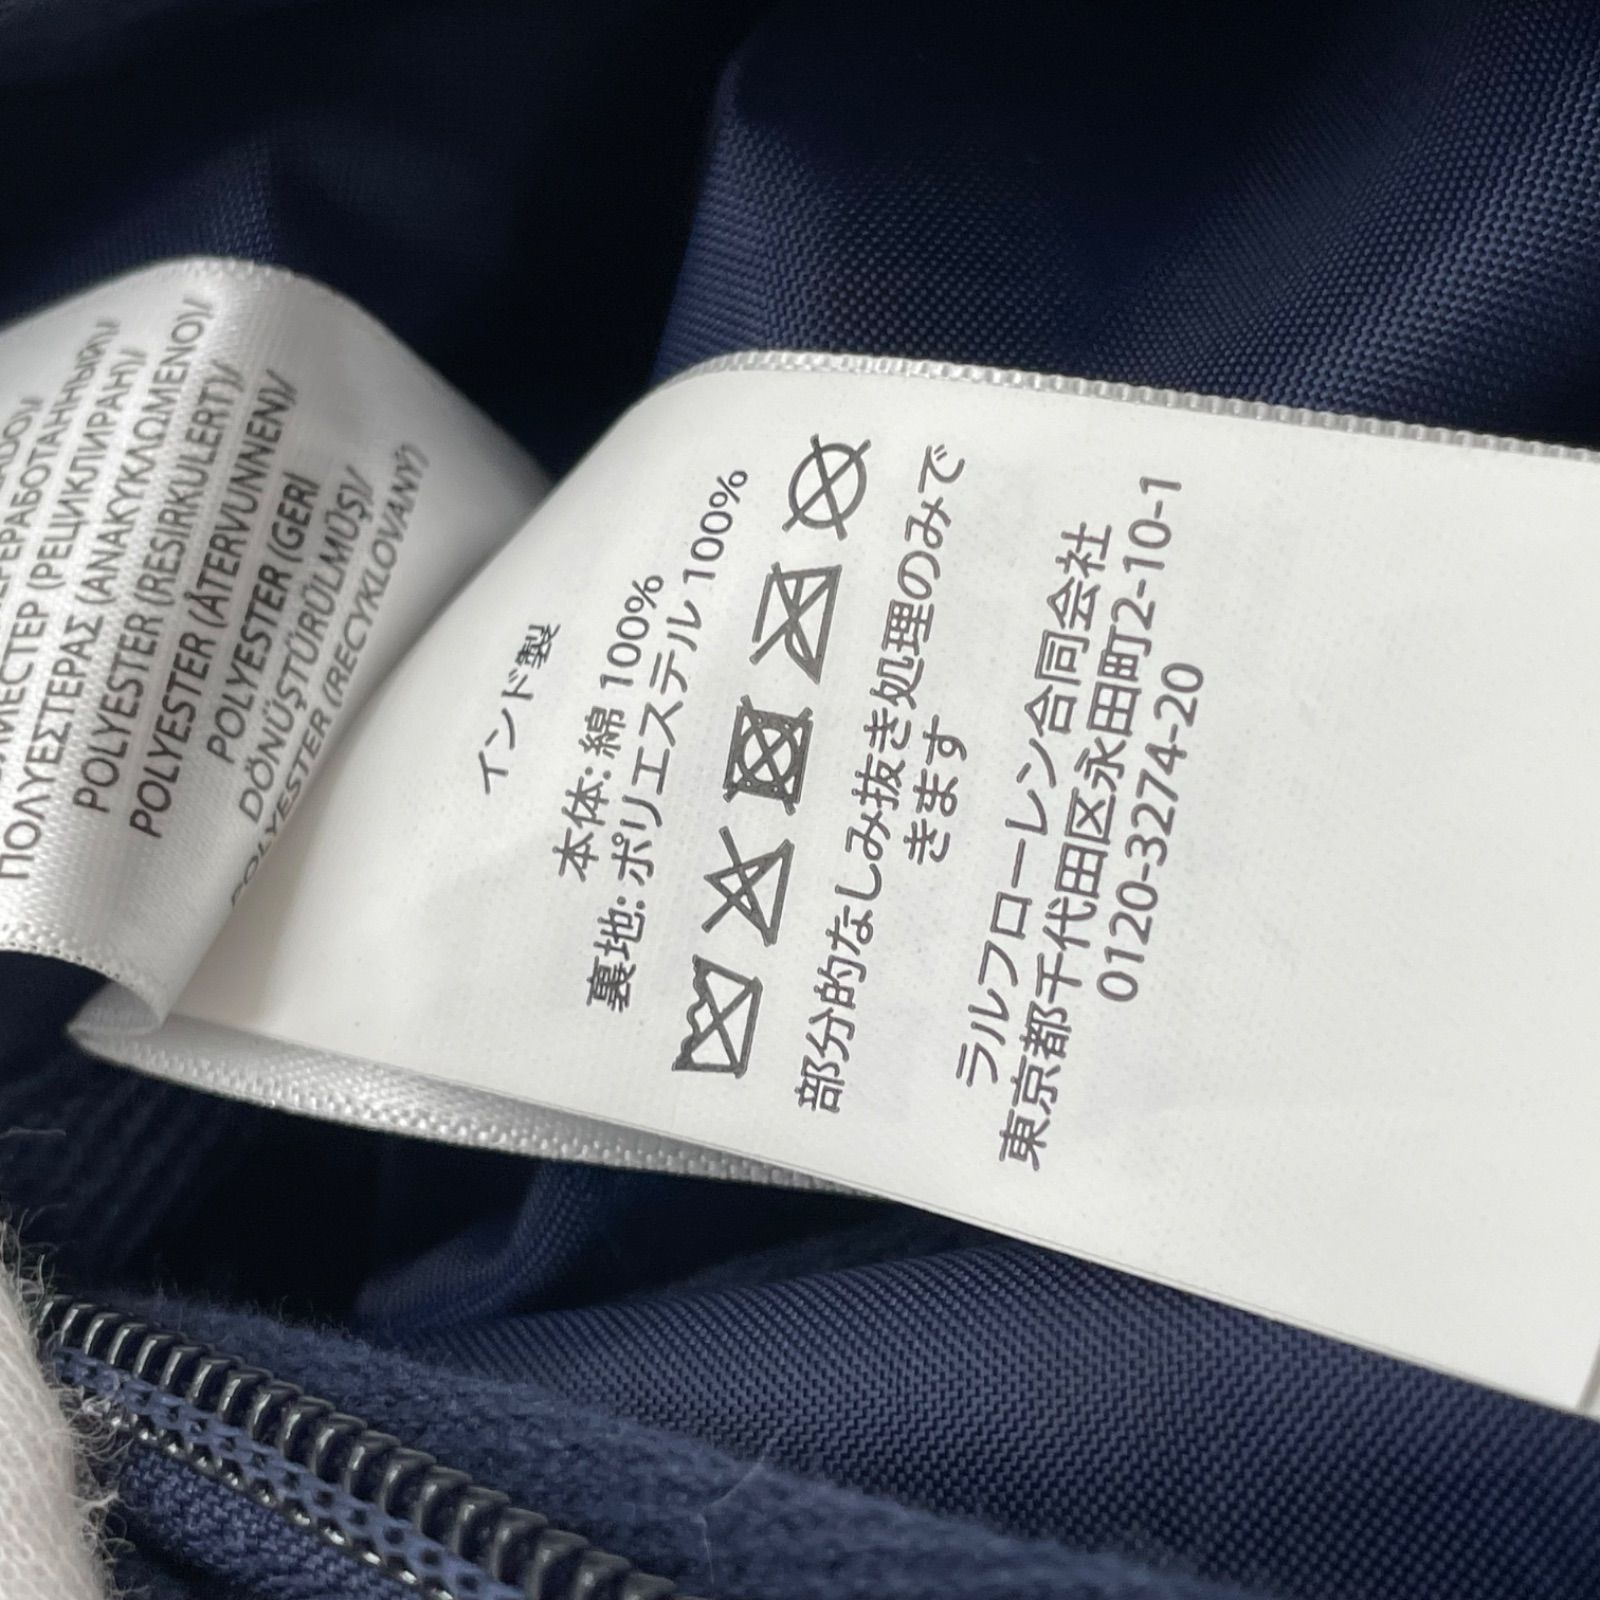 ПОЛИЕСТЕР (РЕЦИКЛИРАН)/
ΠΟΛΥΕΣΤΕΡΑΣ (ΑΝΑΚΥΚΛΩΜΕΝΟ)/
POLYESTER (RESIRKULERT)/
POLYESTER (ÅTERVUNNEN)/
POLYESTER (GERİ
DÖNÜŞTÜRÜLMÜŞ)/
POLYESTER (RECYKLOVANÝ)
インド製
本体: 綿 100%
裏地: ポリエステル 100%
部分的なしみ抜き処理のみで
きます
ラルフローレン合同会社
東京都千代田区永田町2-10-1
0120-3274-20